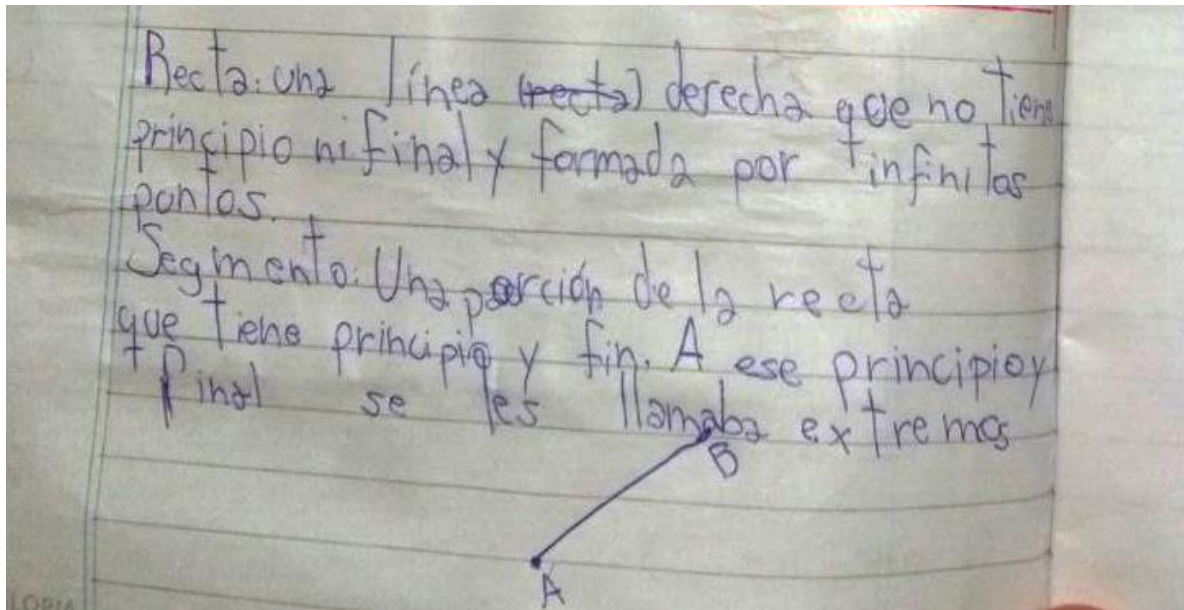 Recta: una línea (recta) derecha que no tiene
principio ni final y formada por infinitos
pontos.
Segmento: Una porción de la recta
que tiene principio y fin. A ese principio y
final se les llamaba extremos
B
A